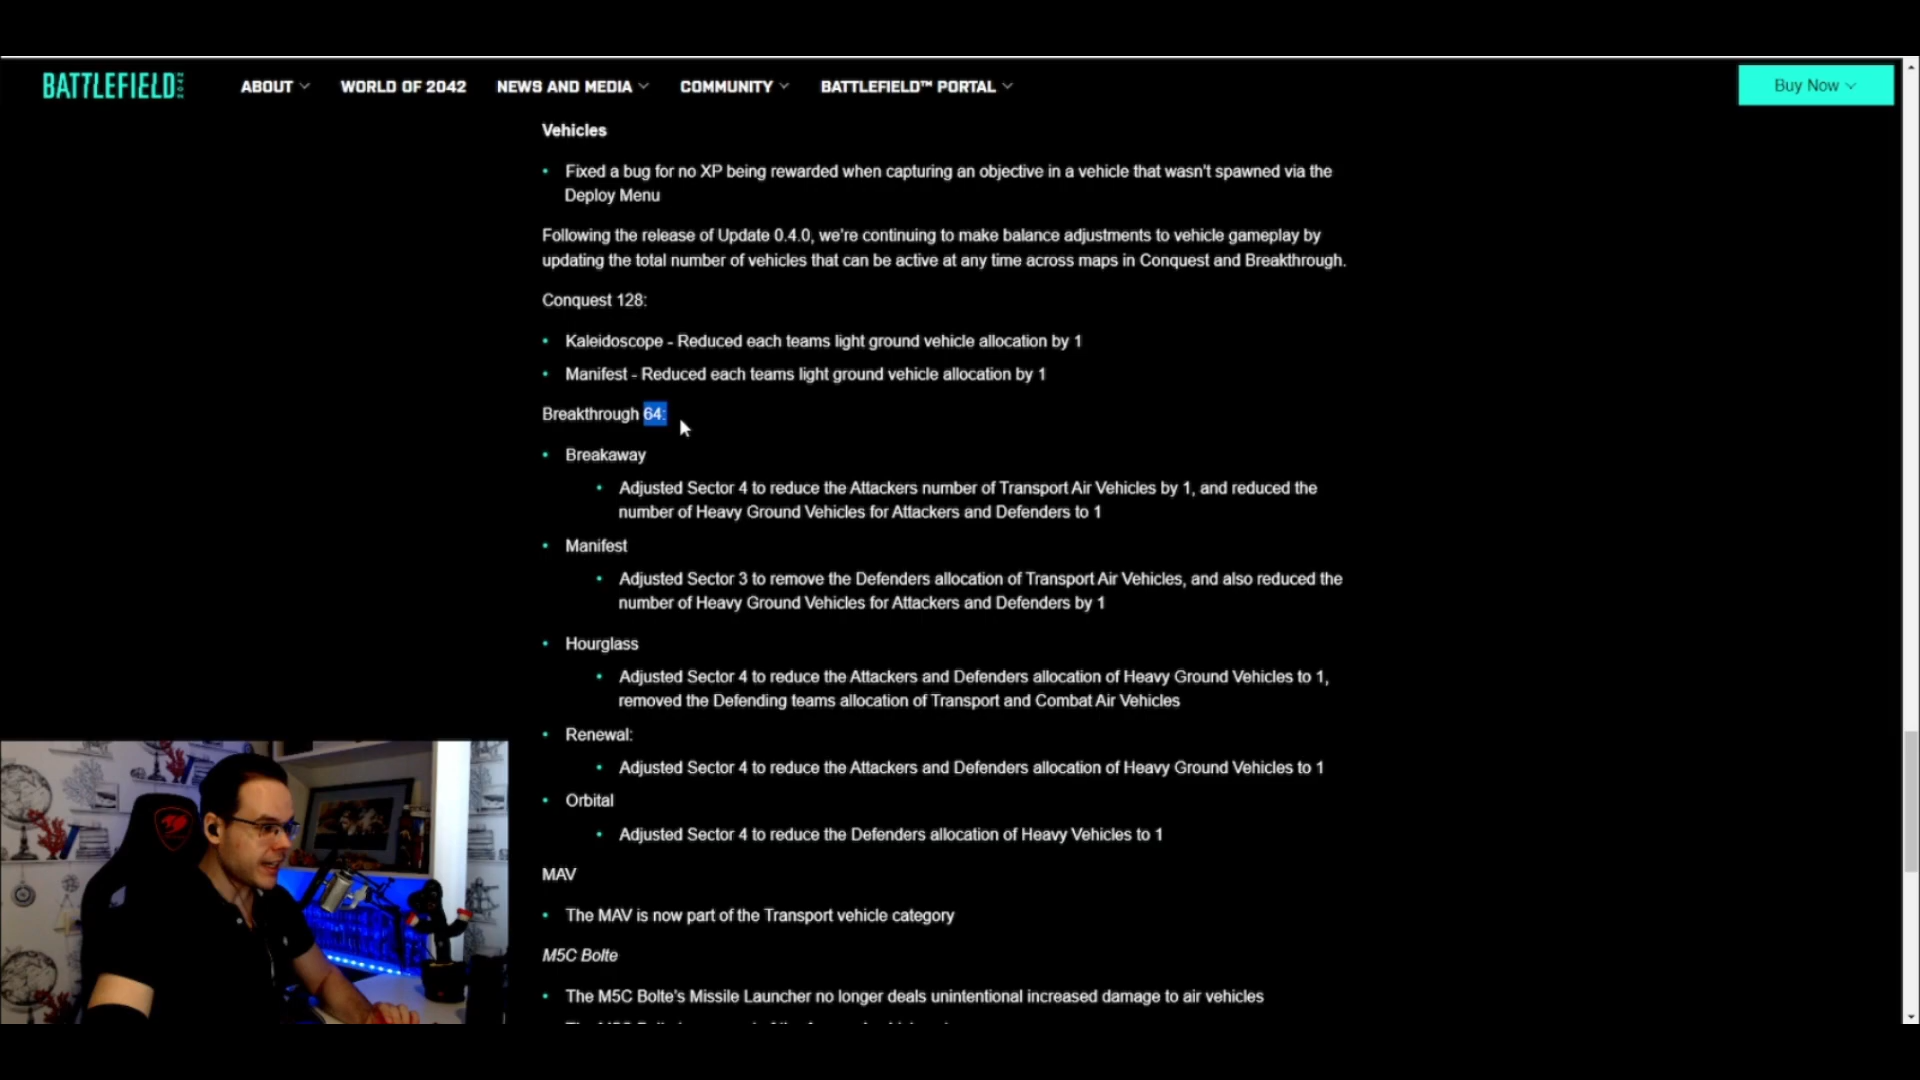 BATTLEFIELD 2042
ABOUT
WORLD OF 2042
NEWS AND MEDIA
COMMUNITY
BATTLEFIELD™ PORTAL
Buy Now
Vehicles
Fixed a bug for no XP being rewarded when capturing an objective in a vehicle that wasn't spawned via the
Deploy Menu
Following the release of Update 0.4.0, we're continuing to make balance adjustments to vehicle gameplay by
updating the total number of vehicles that can be active at any time across maps in Conquest and Breakthrough.
Conquest 128:
Kaleidoscope - Reduced each teams light ground vehicle allocation by 1
Manifest - Reduced each teams light ground vehicle allocation by 1
Breakthrough 64:
Breakaway
Adjusted Sector 4 to reduce the Attackers number of Transport Air Vehicles by 1, and reduced the
number of Heavy Ground Vehicles for Attackers and Defenders to 1
Manifest
Adjusted Sector 3 to remove the Defenders allocation of Transport Air Vehicles, and also reduced the
number of Heavy Ground Vehicles for Attackers and Defenders by 1
Hourglass
Adjusted Sector 4 to reduce the Attackers and Defenders allocation of Heavy Ground Vehicles to 1,
removed the Defending teams allocation of Transport and Combat Air Vehicles
Renewal:
Adjusted Sector 4 to reduce the Attackers and Defenders allocation of Heavy Ground Vehicles to 1
Orbital
Adjusted Sector 4 to reduce the Defenders allocation of Heavy Vehicles to 1
MAV
The MAV is now part of the Transport vehicle category
M5C Bolte
The M5C Bolte's Missile Launcher no longer deals unintentional increased damage to air vehicles